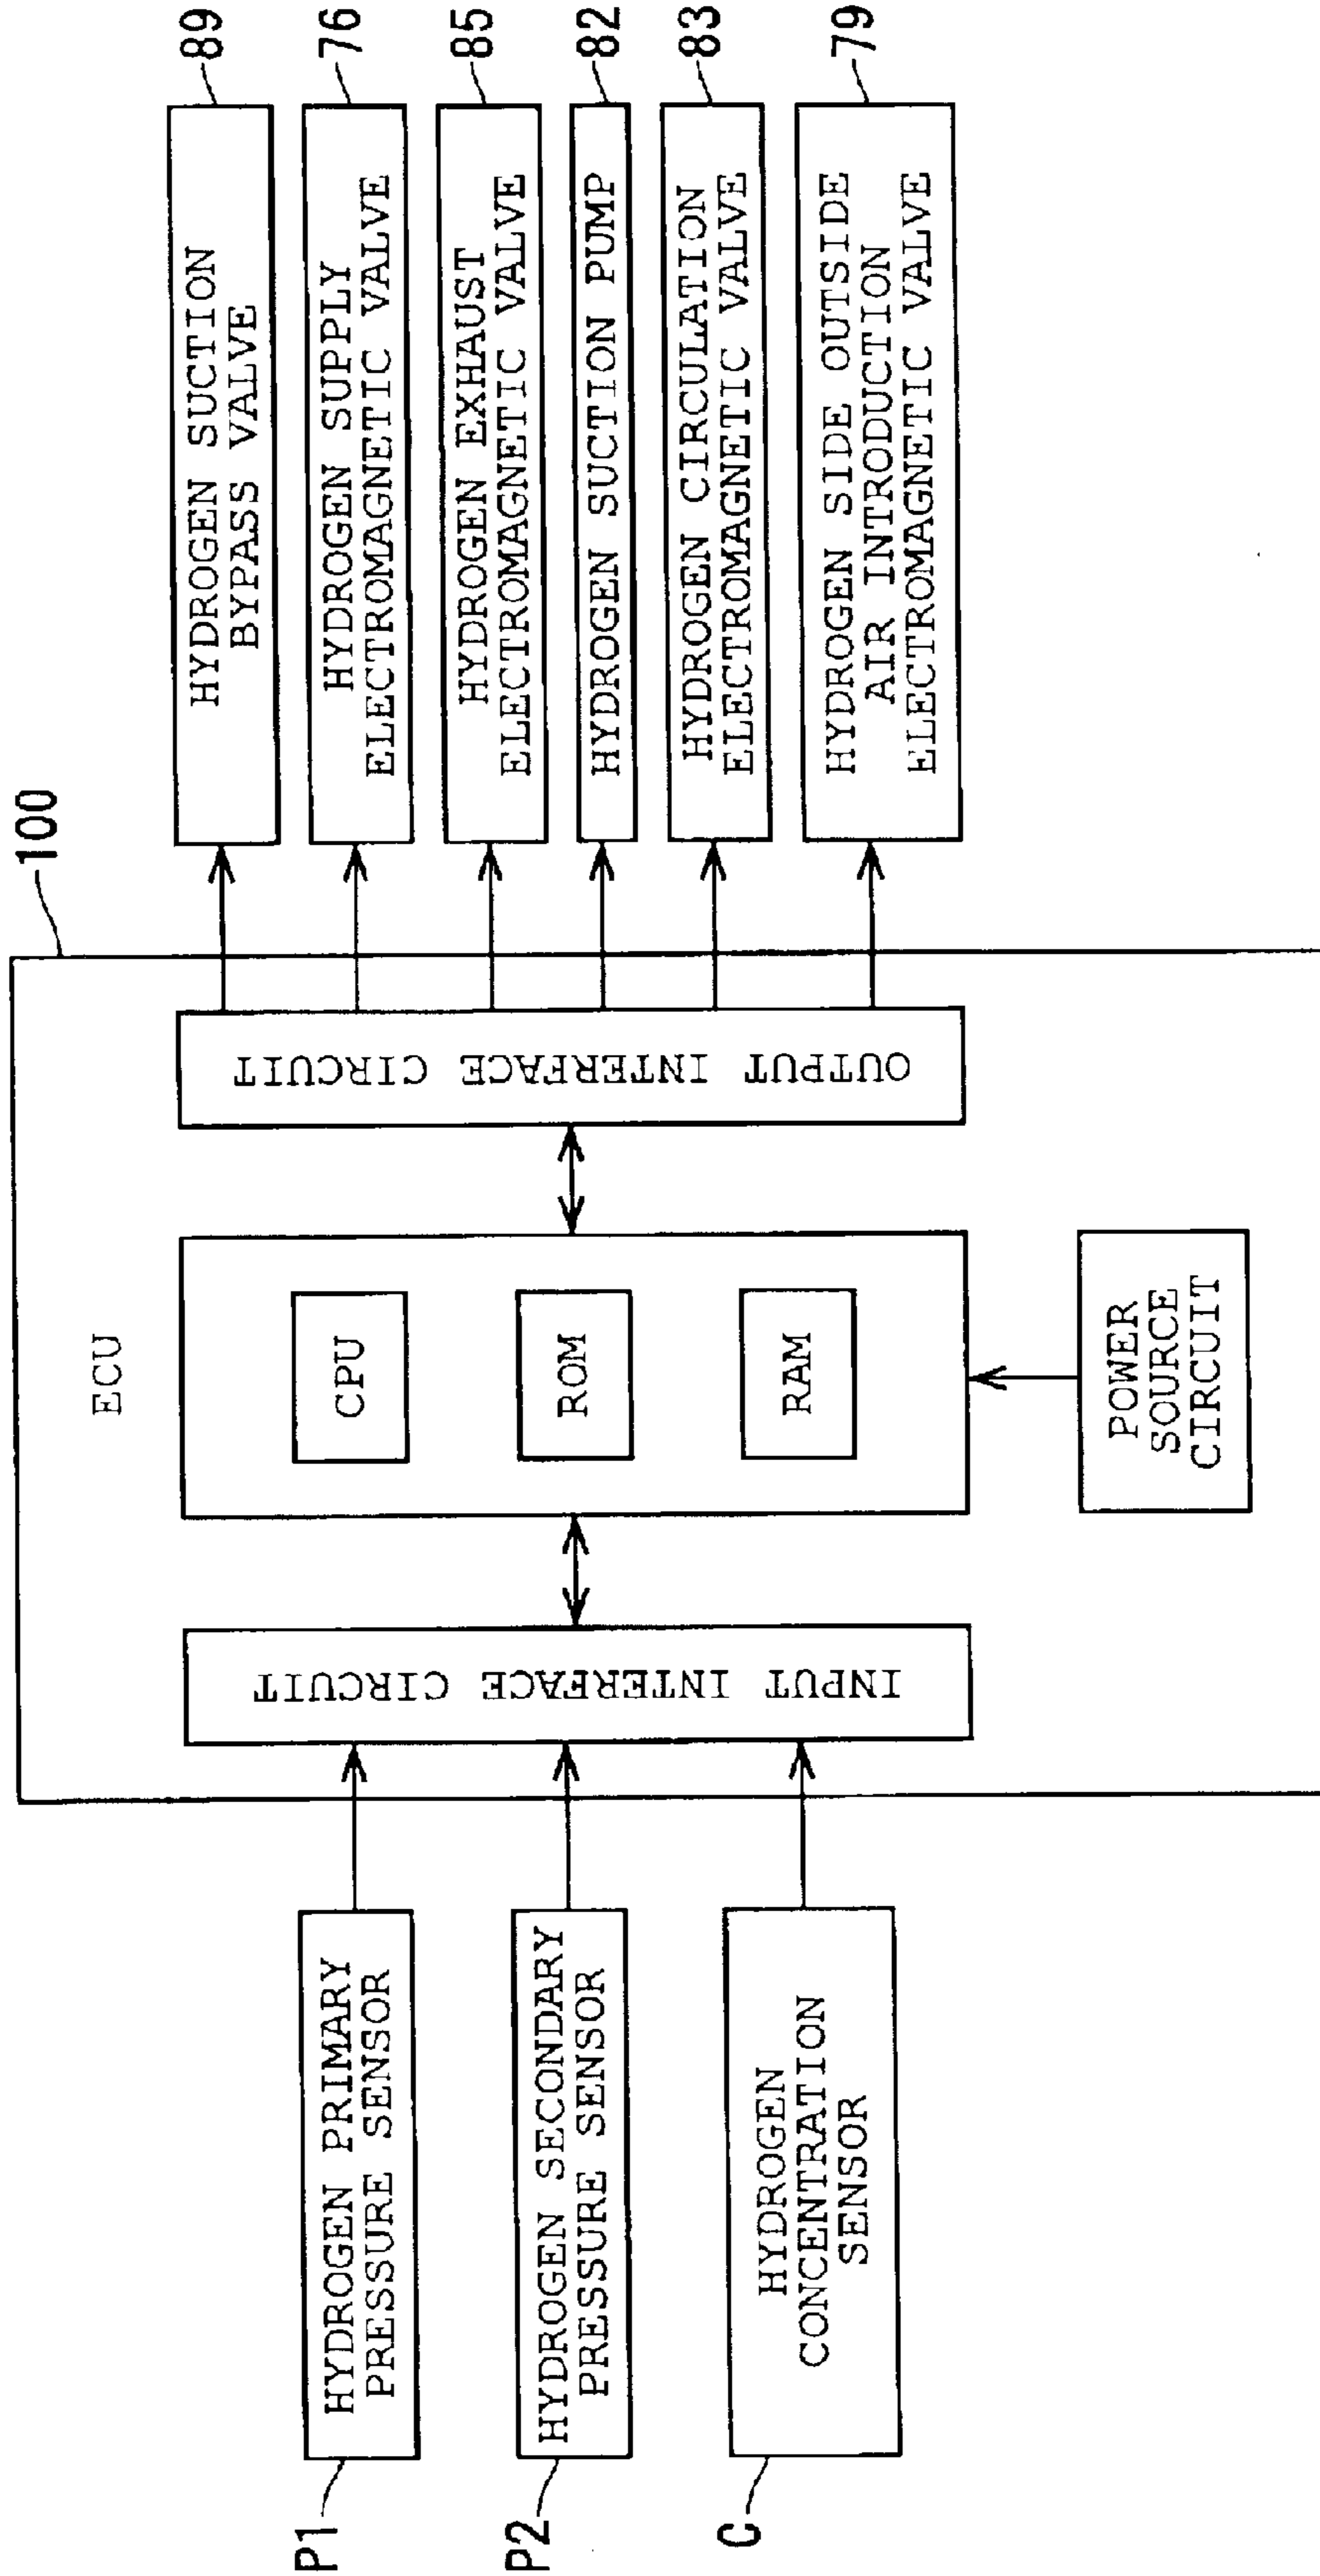 100
ECU
P1
HYDROGEN PRIMARY
PRESSURE SENSOR
P2
HYDROGEN SECONDARY
PRESSURE SENSOR
C
HYDROGEN
CONCENTRATION
SENSOR
INPUT INTERFACE CIRCUIT
CPU
ROM
RAM
POWER
SOURCE
CIRCUIT
OUTPUT INTERFACE CIRCUIT
HYDROGEN SUCTION
BYPASS VALVE
89
HYDROGEN SUPPLY
ELECTROMAGNETIC VALVE
76
HYDROGEN EXHAUST
ELECTROMAGNETIC VALVE
85
HYDROGEN SUCTION PUMP
82
HYDROGEN CIRCULATION
ELECTROMAGNETIC VALVE
83
HYDROGEN SIDE OUTSIDE
AIR INTRODUCTION
ELECTROMAGNETIC VALVE
79